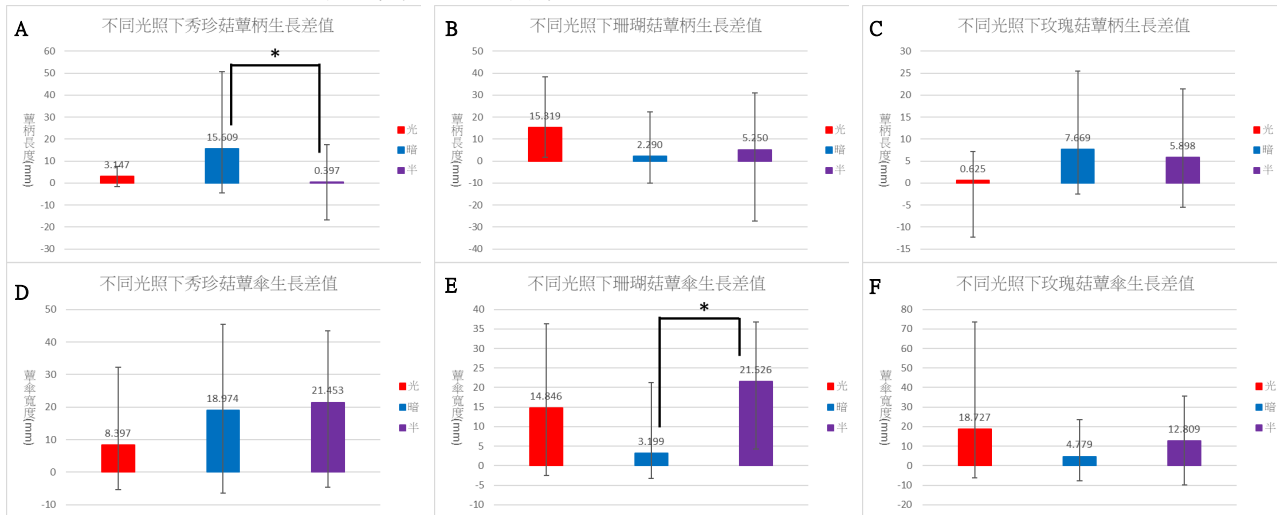 A
不同光照下秀珍菇蕈柄生長差值
60
50
40
30
20
10
0
-10
-20
-30
蕈柄長度(mm)
3.147
15.609
0.397
*
光
暗
半
B
不同光照下珊瑚菇蕈柄生長差值
50
40
30
20
10
0
-10
-20
-30
-40
蕈柄長度(mm)
15.319
2.290
5.250
光
暗
半
C
不同光照下玫瑰菇蕈柄生長差值
30
25
20
15
10
5
0
-5
-10
-15
蕈柄長度(mm)
0.625
7.669
5.898
光
暗
半
D
不同光照下秀珍菇蕈傘生長差值
50
40
30
20
10
0
-10
蕈傘寬度(mm)
8.397
18.974
21.453
光
暗
半
E
不同光照下珊瑚菇蕈傘生長差值
40
35
30
25
20
15
10
5
0
-5
-10
蕈傘寬度(mm)
14.846
3.199
21.526
*
光
暗
半
F
不同光照下玫瑰菇蕈傘生長差值
80
70
60
50
40
30
20
10
0
-10
-20
蕈傘寬度(mm)
18.727
4.779
12.809
光
暗
半